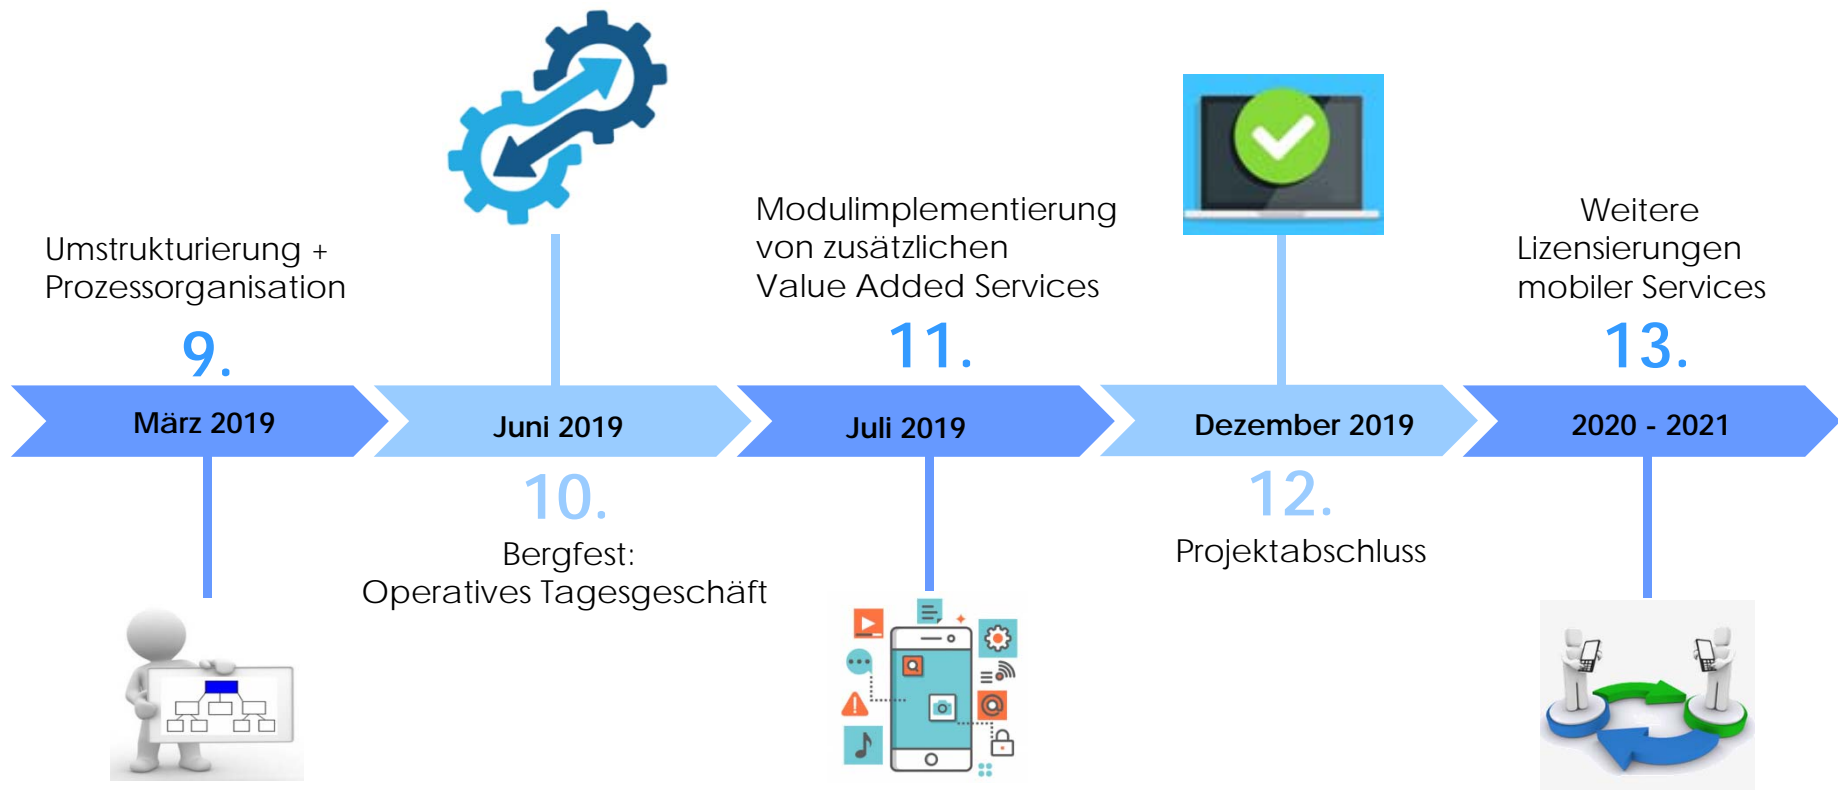 Umstrukturierung +
Prozessorganisation
9.
März 2019
Juni 2019
10.
Bergfest:
Operatives Tagesgeschäft
Modulimplementierung
von zusätzlichen
Value Added Services
11.
Juli 2019
Dezember 2019
12.
Projektabschluss
Weitere
Lizensierungen
mobiler Services
13.
2020 - 2021